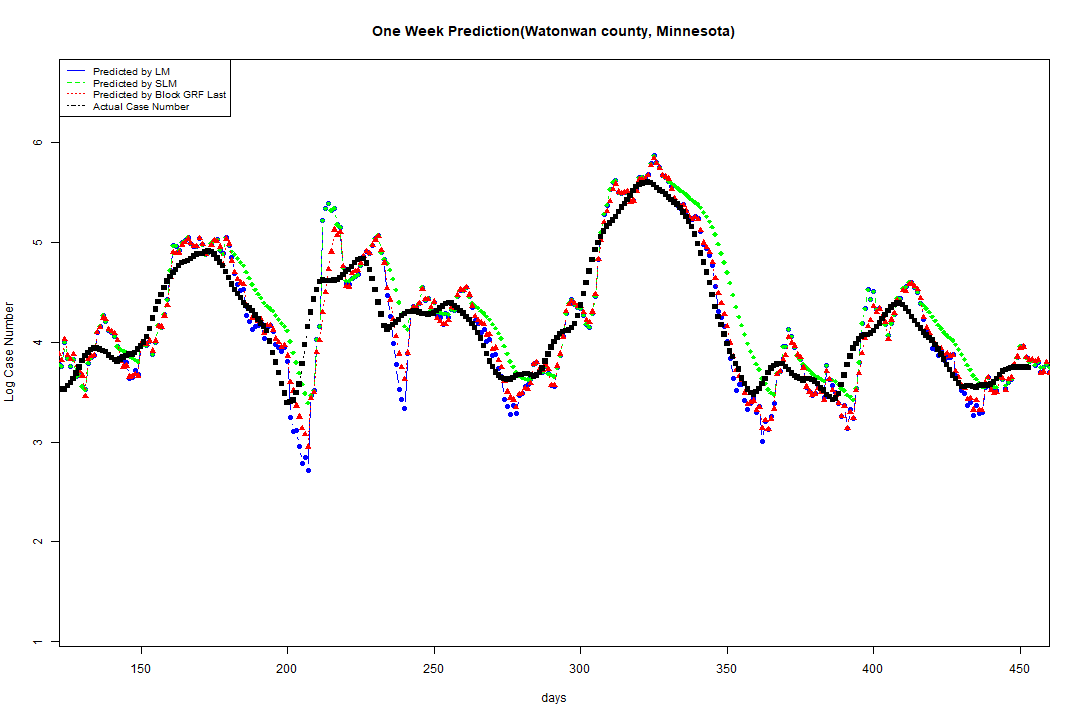 One Week Prediction(Watonwan county, Minnesota)
Predicted by LM
Predicted by SLM
Predicted by Block GRF Last
Actual Case Number
Log Case Number
6
5
4
3
2
1
150 200 250 300 350 400 450
days